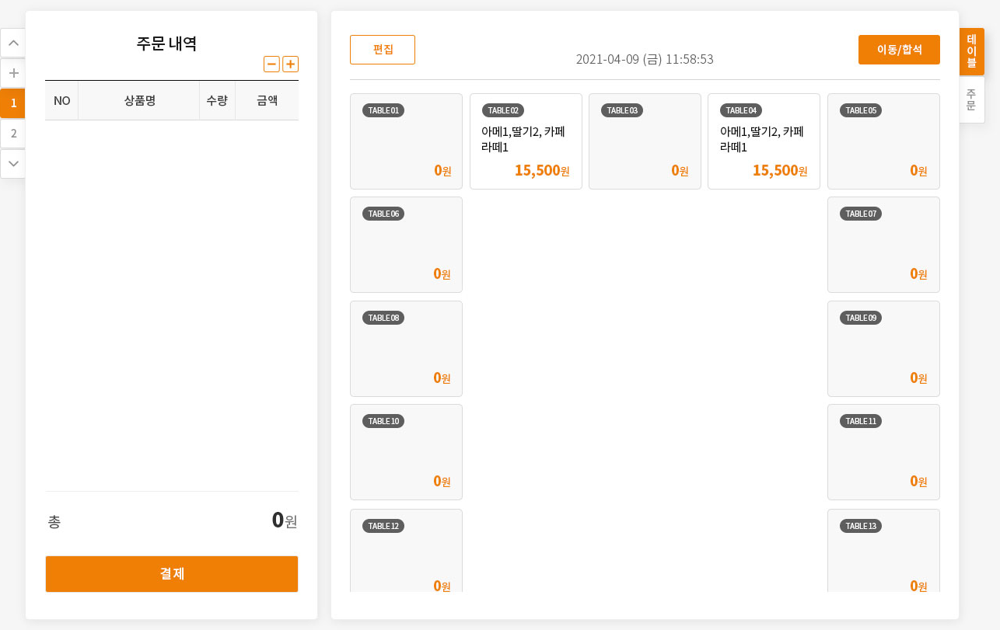 주문 내역
NO 상품명 수량 금액
1
2
총 0원
결제
편집
2021-04-09 (금) 11:58:53
이동/합석
TABLE 01
0원
TABLE 02
아메1,딸기2, 카페
라떼1
15,500원
TABLE 03
0원
TABLE 04
아메1,딸기2, 카페
라떼1
15,500원
TABLE 05
0원
TABLE 06
0원
TABLE 07
0원
TABLE 08
0원
TABLE 09
0원
TABLE 10
0원
TABLE 11
0원
TABLE 12
0원
TABLE 13
0원
테이블
주문